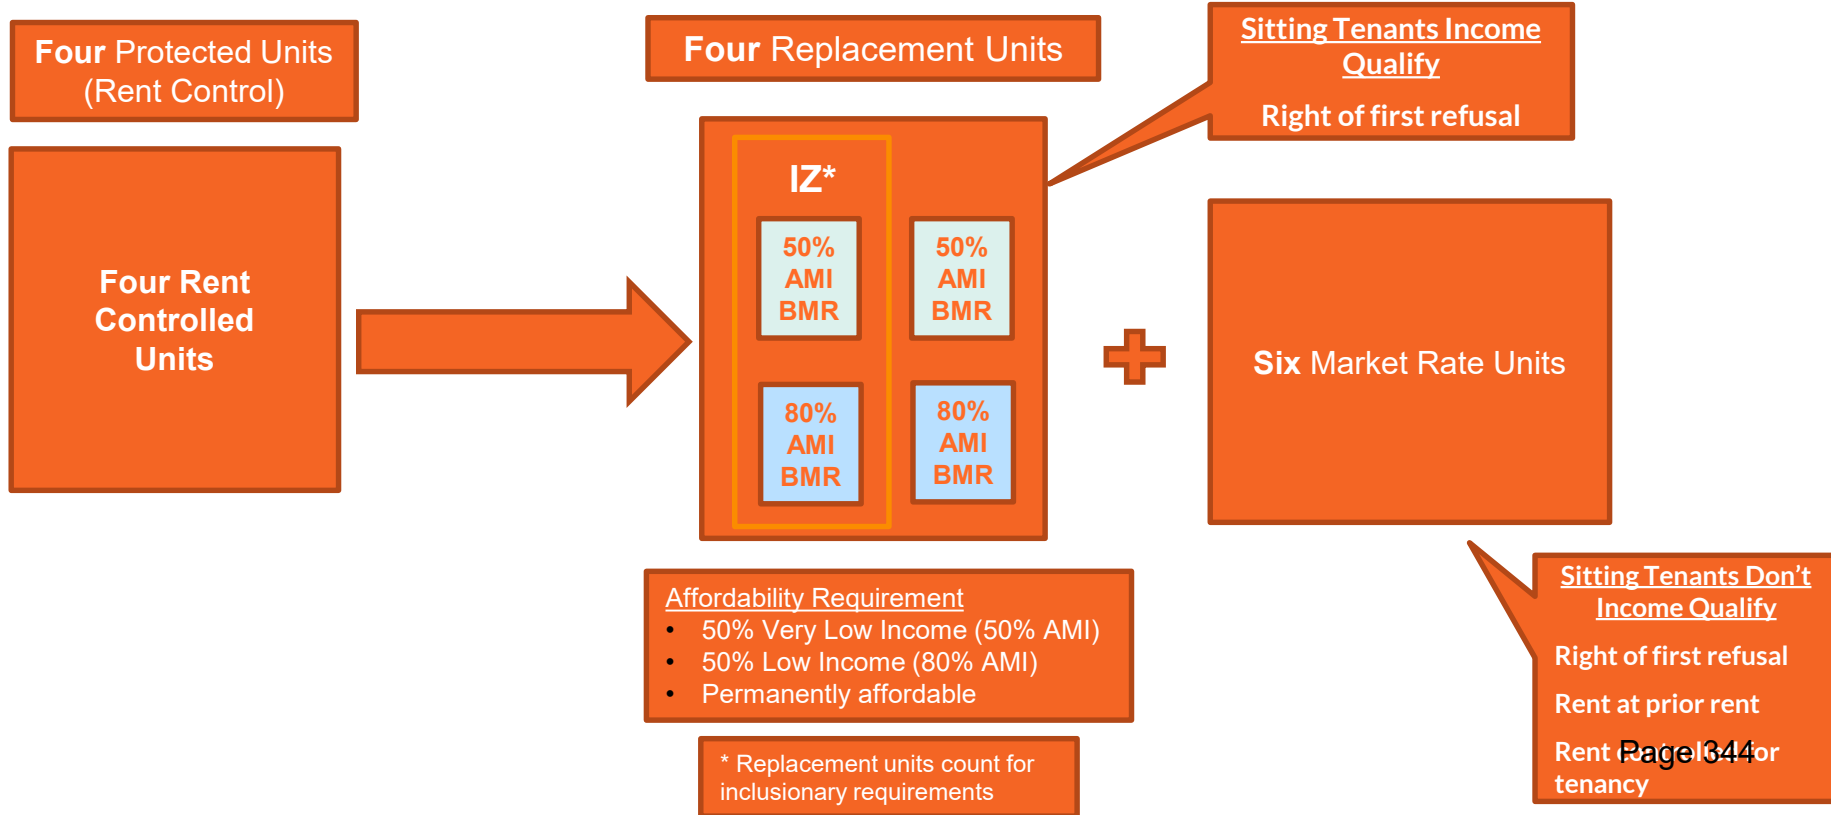 Four Protected Units
(Rent Control)
Four Replacement Units
Sitting Tenants Income
Qualify
Right of first refusal
Four Rent
Controlled
Units
IZ*
50%
AMI
BMR
50%
AMI
BMR
80%
AMI
BMR
80%
AMI
BMR
Six Market Rate Units
Affordability Requirement
• 50% Very Low Income (50% AMI)
• 50% Low Income (80% AMI)
• Permanently affordable
* Replacement units count for
inclusionary requirements
Sitting Tenants Don’t
Income Qualify
Right of first refusal
Rent at prior rent
Rent controlled for
tenancy
Page 344